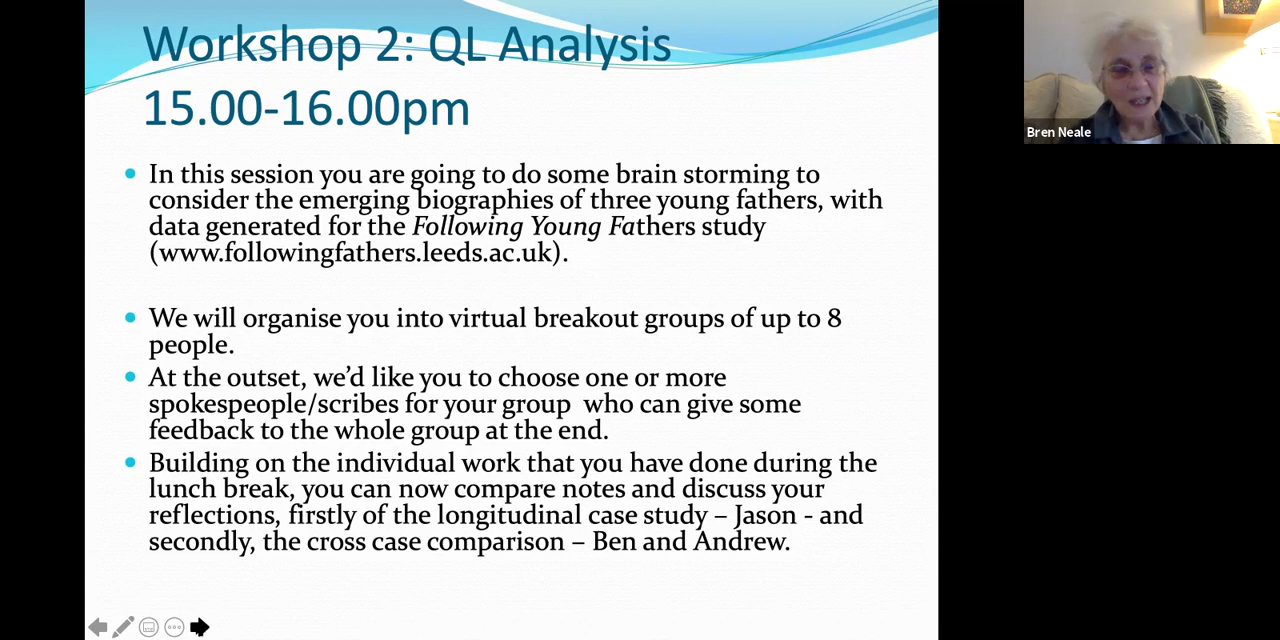 Workshop 2: QL Analysis
15.00-16.00pm
In this session you are going to do some brain storming to
consider the emerging biographies of three young fathers, with
data generated for the Following Young Fathers study
(www.followingfathers.leeds.ac.uk).
We will organise you into virtual breakout groups of up to 8
people.
At the outset, we'd like you to choose one or more
spokespeople/scribes for your group  who can give some
feedback to the whole group at the end.
Building on the individual work that you have done during the
lunch break, you can now compare notes and discuss your
reflections, firstly of the longitudinal case study – Jason - and
secondly, the cross case comparison – Ben and Andrew.
Bren Neale